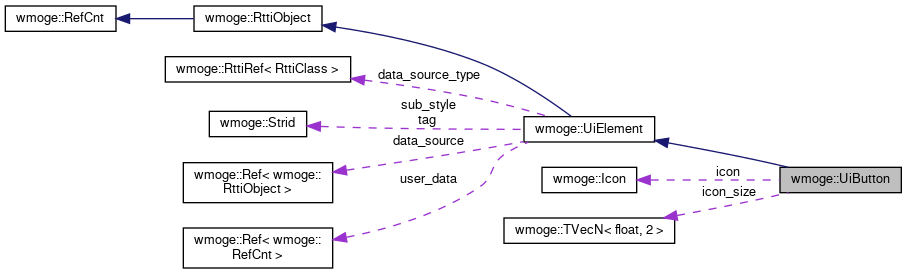 wmoge::RefCnt
wmoge::RttiObject
wmoge::RttiRef< RttiClass >
data_source_type
sub_style
tag
wmoge::Strid
wmoge::UiElement
data_source
wmoge::Ref< wmoge::
RttiObject >
user_data
wmoge::Icon
icon
wmoge::UiButton
icon_size
wmoge::TVecN< float, 2 >
wmoge::Ref< wmoge::
RefCnt >